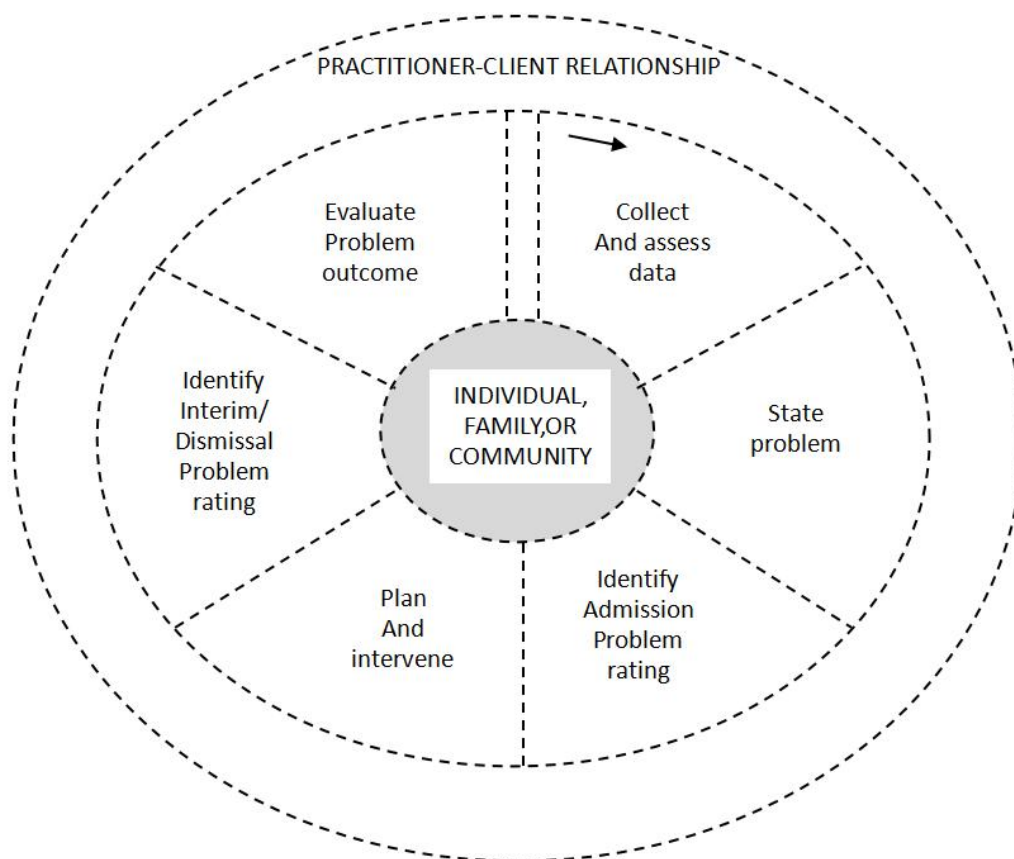 PRACTITIONER-CLIENT RELATIONSHIP
Evaluate
Problem
outcome
Collect
And assess
data
Identify
Interim/
Dismissal
Problem
rating
INDIVIDUAL,
FAMILY,OR
COMMUNITY
State
problem
Plan
And
intervene
Identify
Admission
Problem
rating